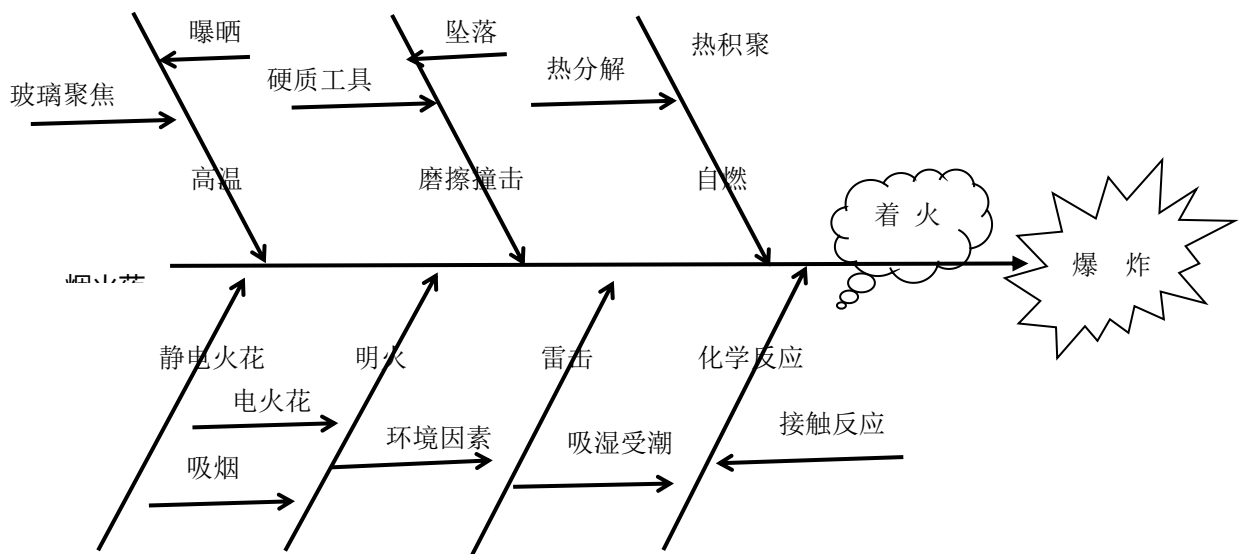 曝晒
坠落
热积聚
硬质工具
热分解
玻璃聚焦
高温
磨擦撞击
自燃
着 火
爆 炸
静电火花
明火
雷击
化学反应
电火花
环境因素
吸湿受潮
接触反应
吸烟